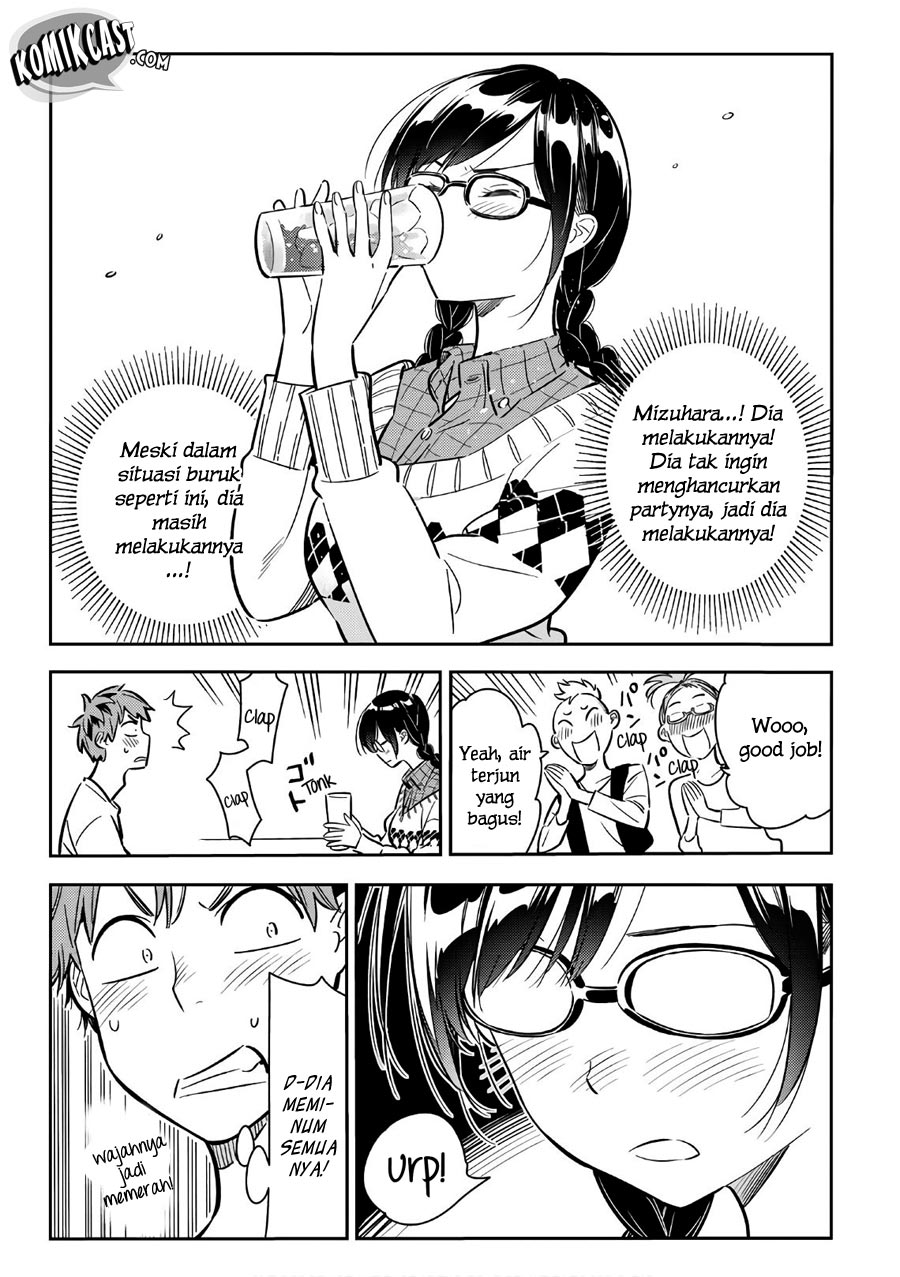 KOMIKCAST
.COM
Mizuhara...! Dia
melakukannya!
Dia tak ingin
menghancurkan
partynya, jadi dia
melakukannya!
Meski dalam
situasi buruk
seperti ini, dia
masih
melakukannya
...!
Wooo,
good job!
Clap
Clap
Yeah, air
terjun
yang
bagus!
Clap
Clap
ゴト
Tonk
Urp!
D-DIA
MEMI-
NUM
SEMUA
NYA!
wajahnya
jadi
memerah!